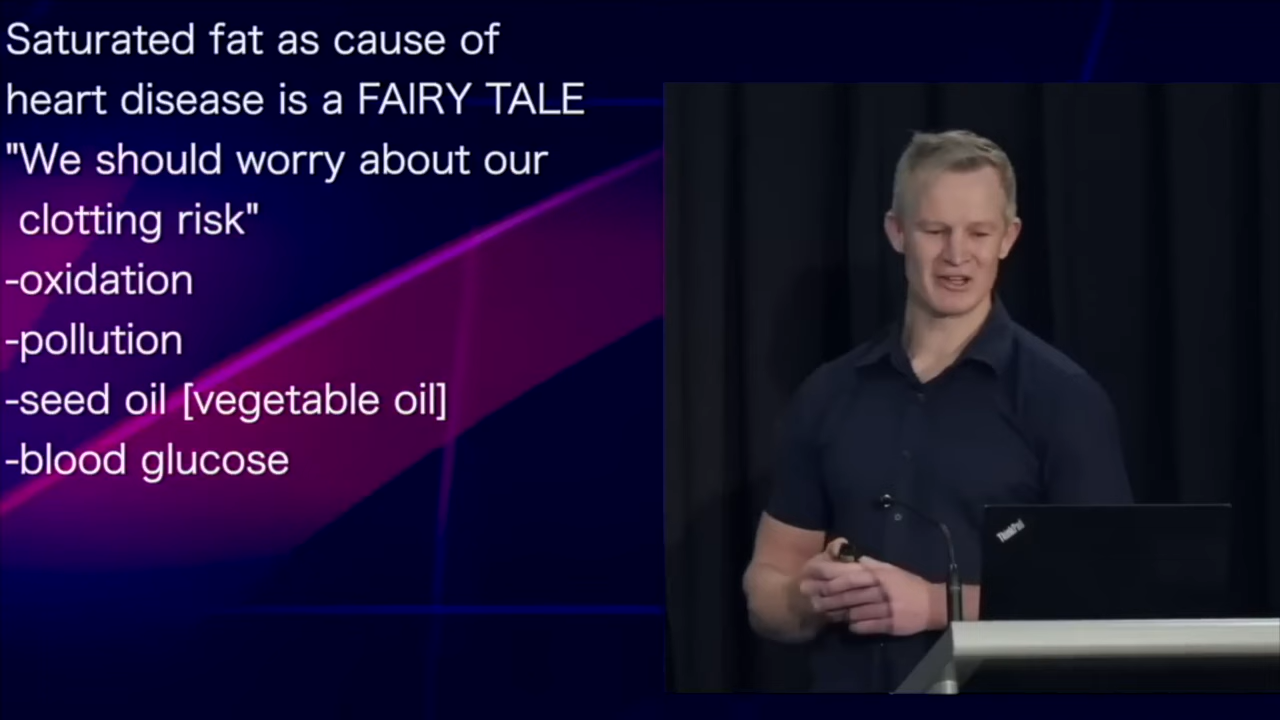 Saturated fat as cause of
heart disease is a FAIRY TALE
"We should worry about our
clotting risk"
-oxidation
-pollution
-seed oil [vegetable oil]
-blood glucose
ThinkPad